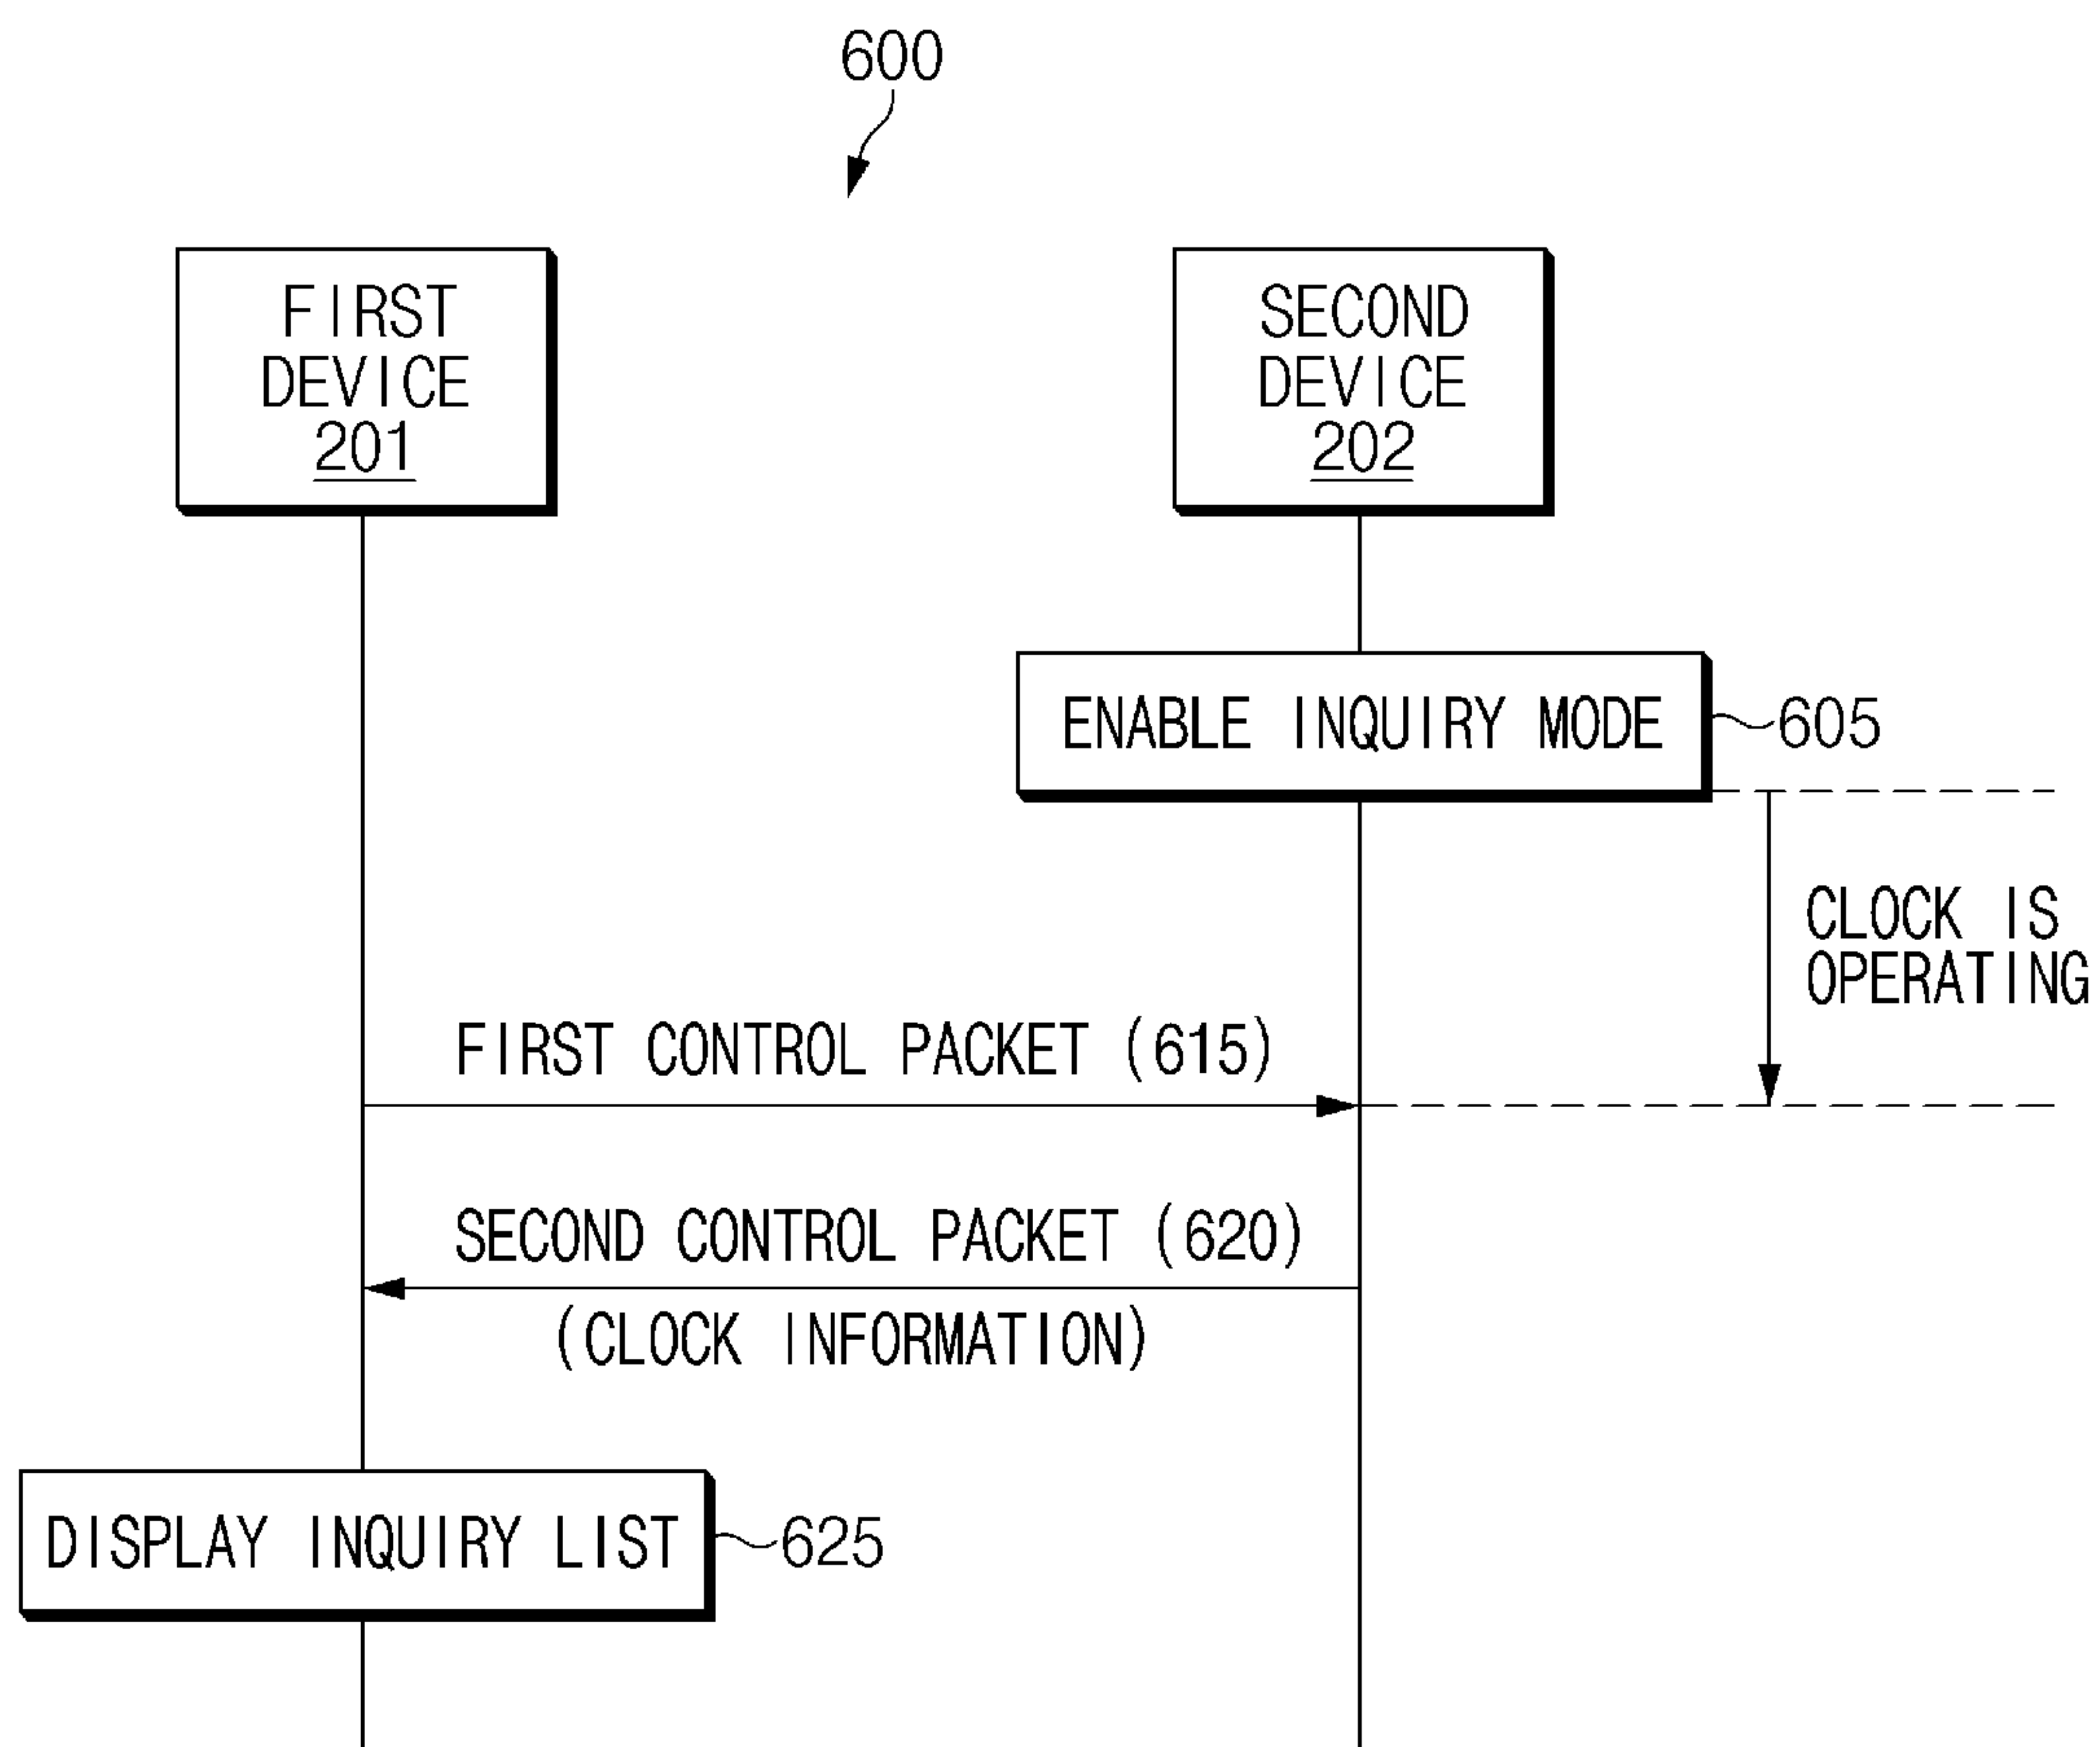 600
FIRST
DEVICE
201
SECOND
DEVICE
202
ENABLE INQUIRY MODE
605
CLOCK IS
OPERATING
FIRST CONTROL PACKET (615)
SECOND CONTROL PACKET (620)
(CLOCK INFORMATION)
DISPLAY INQUIRY LIST
625